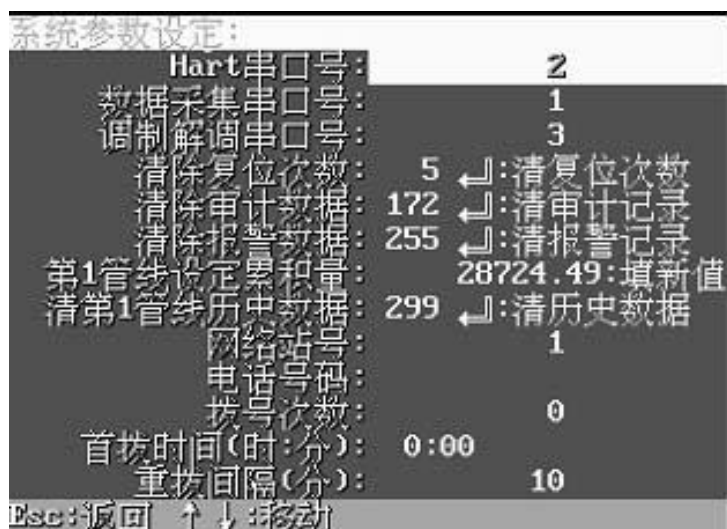 系统参数设定:
Hart串口号: 2
数据采集串口号: 1
调制解调串口号: 3
清除复位次数: 5 ↵:清复位次数
清除审计数据: 172 ↵:清审计记录
清除报警数据: 255 ↵:清报警记录
第1管线设定累积量: 28724.49:填新值
清第1管线历史数据: 299 ↵:清历史数据
网络站号: 1
电话号码:
拨号次数: 0
首拨时间(时:分): 0:00
重拨间隔(分): 10
Esc:返回 ↑↓:移动